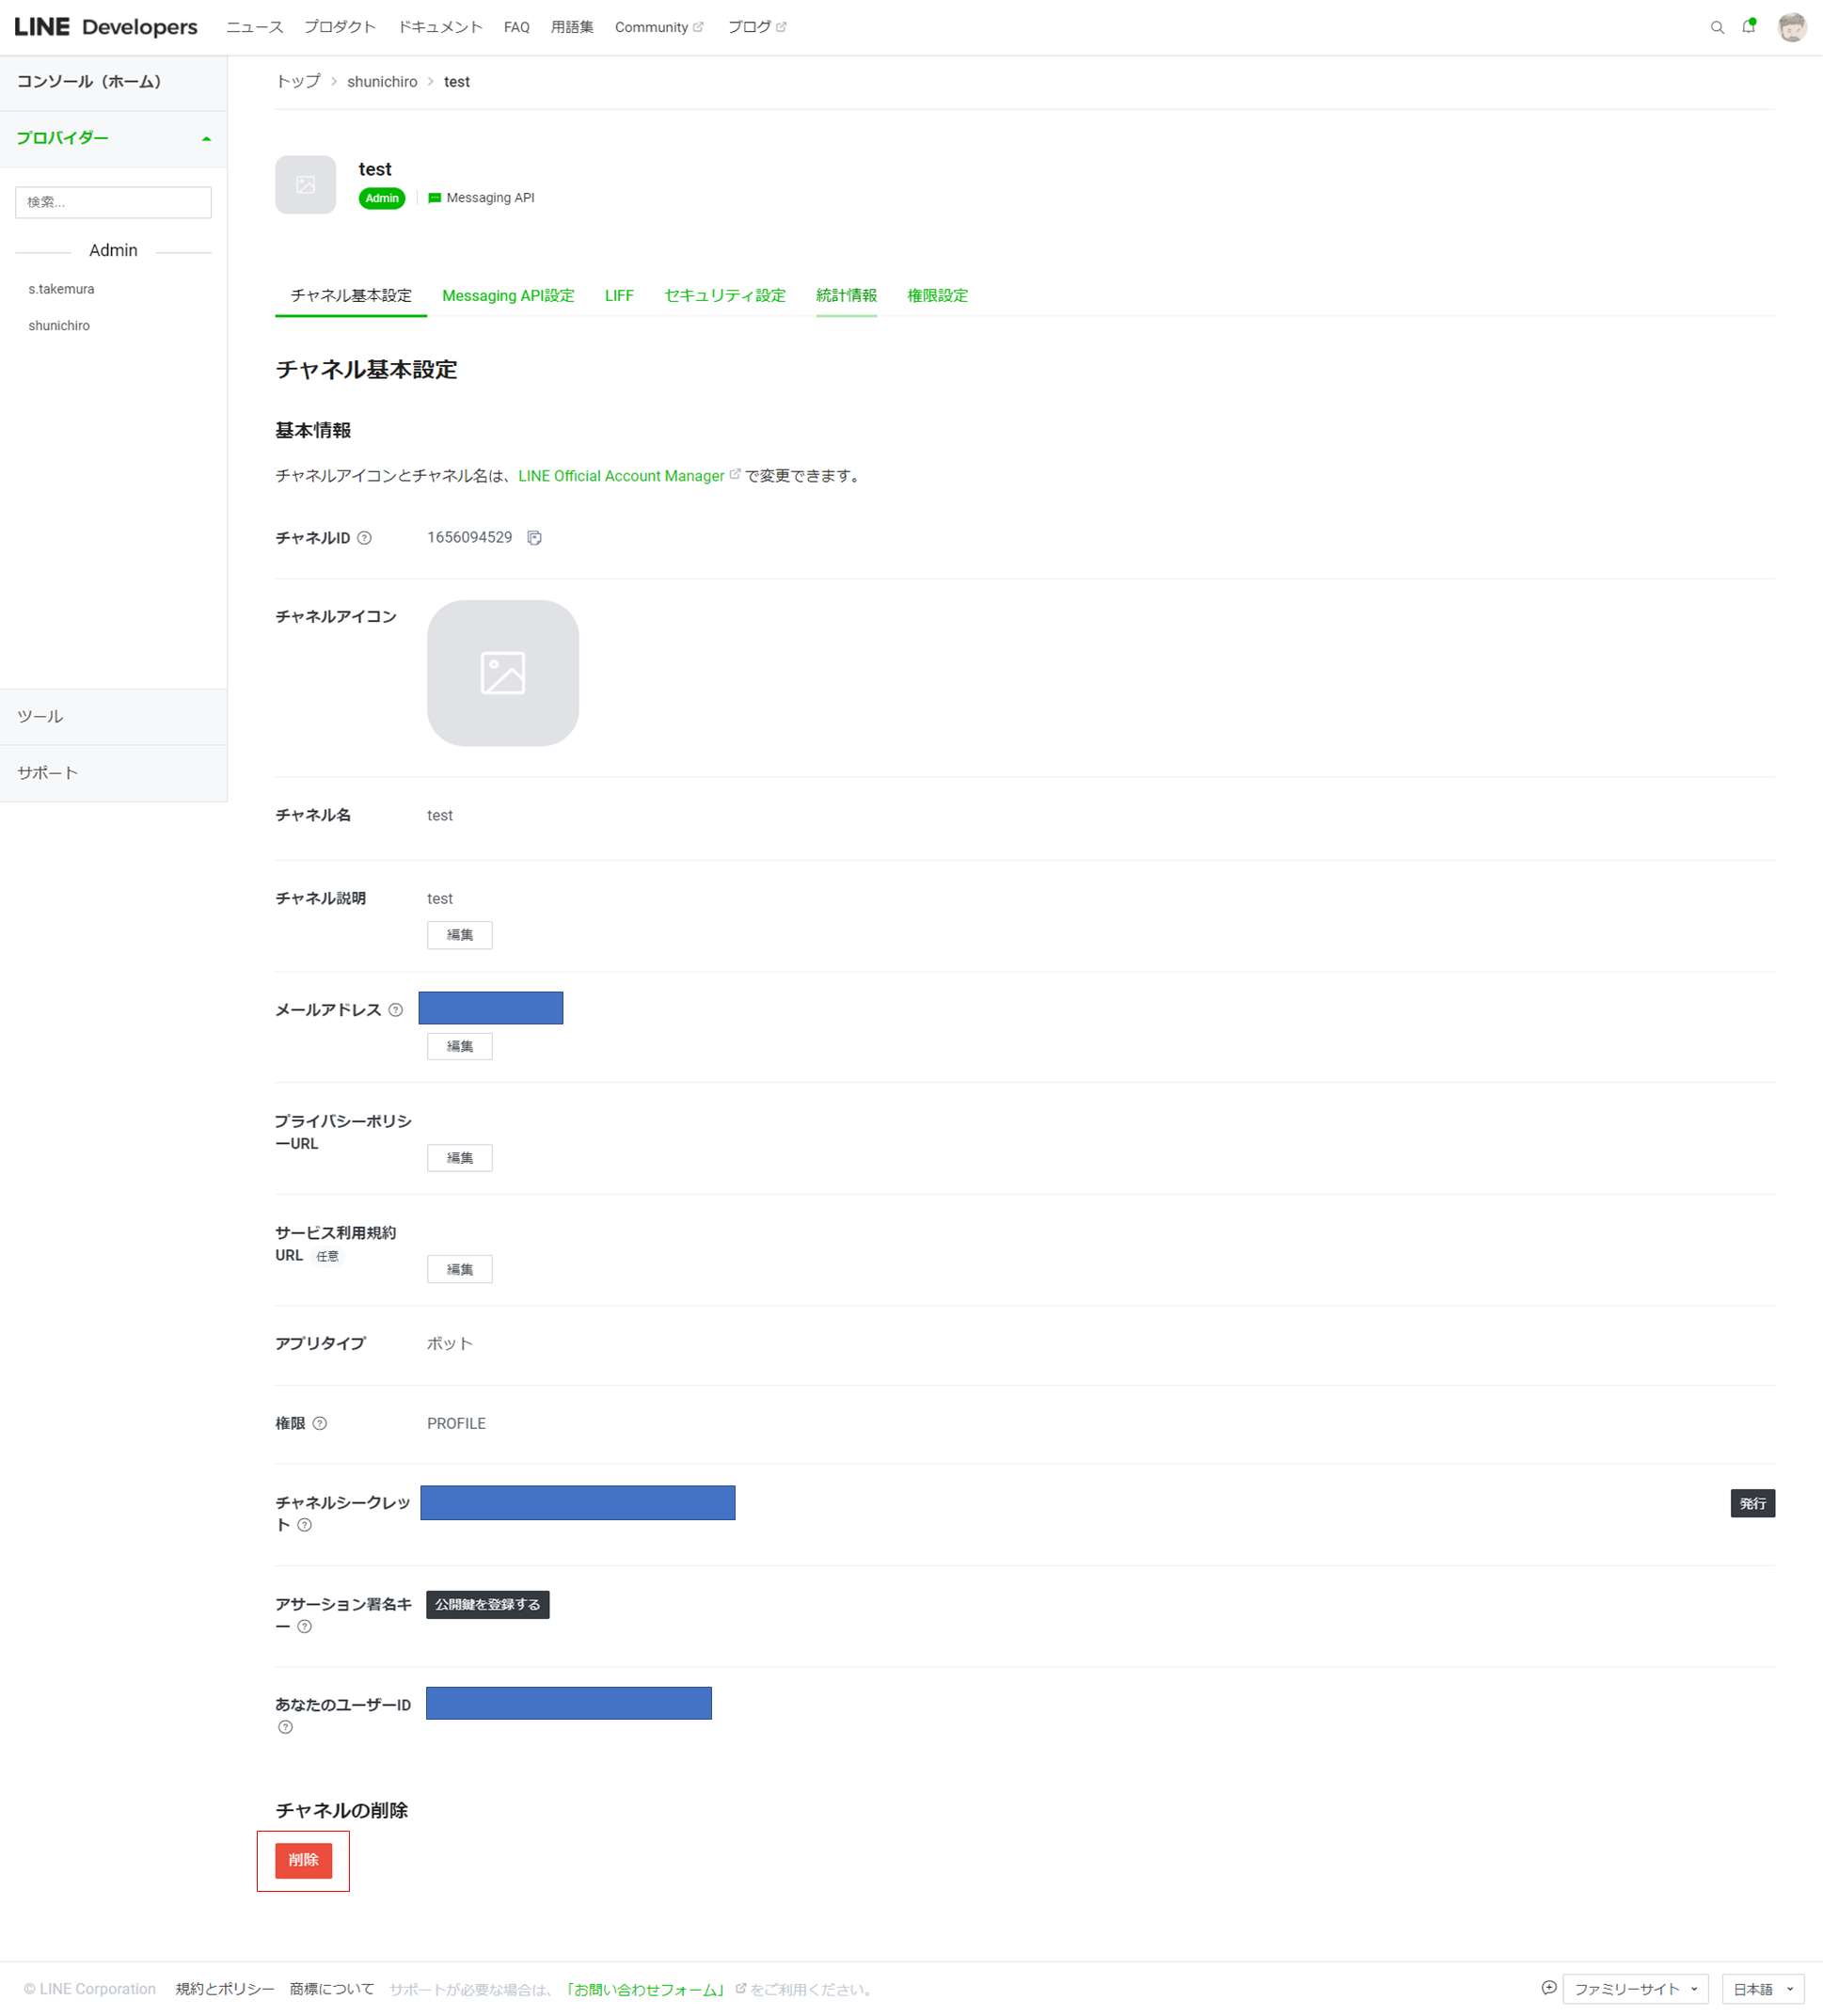 LINE Developers ニュース プロダクト ドキュメント FAQ 用語集 Community ブログ
コンソール（ホーム）
プロバイダー
検索...
Admin
s.takemura
shunichiro
ツール
サポート
トップ > shunichiro > test
test
Admin Messaging API
チャネル基本設定 Messaging API設定 LIFF セキュリティ設定 統計情報 権限設定
チャネル基本設定
基本情報
チャネルアイコンとチャネル名は、LINE Official Account Manager で変更できます。
チャネルID ? 1656094529
チャネルアイコン
チャネル名 test
チャネル説明 test
編集
メールアドレス ?
編集
プライバシーポリシ
ーURL
編集
サービス利用規約
URL 任意
編集
アプリタイプ ボット
権限 ? PROFILE
チャネルシークレッ
ト ?
発行
アサーション署名キ
ー ?
公開鍵を登録する
あなたのユーザーID
?
チャネルの削除
削除
© LINE Corporation 規約とポリシー 商標について サポートが必要な場合は、「お問い合わせフォーム」をご利用ください。 ファミリーサイト 日本語